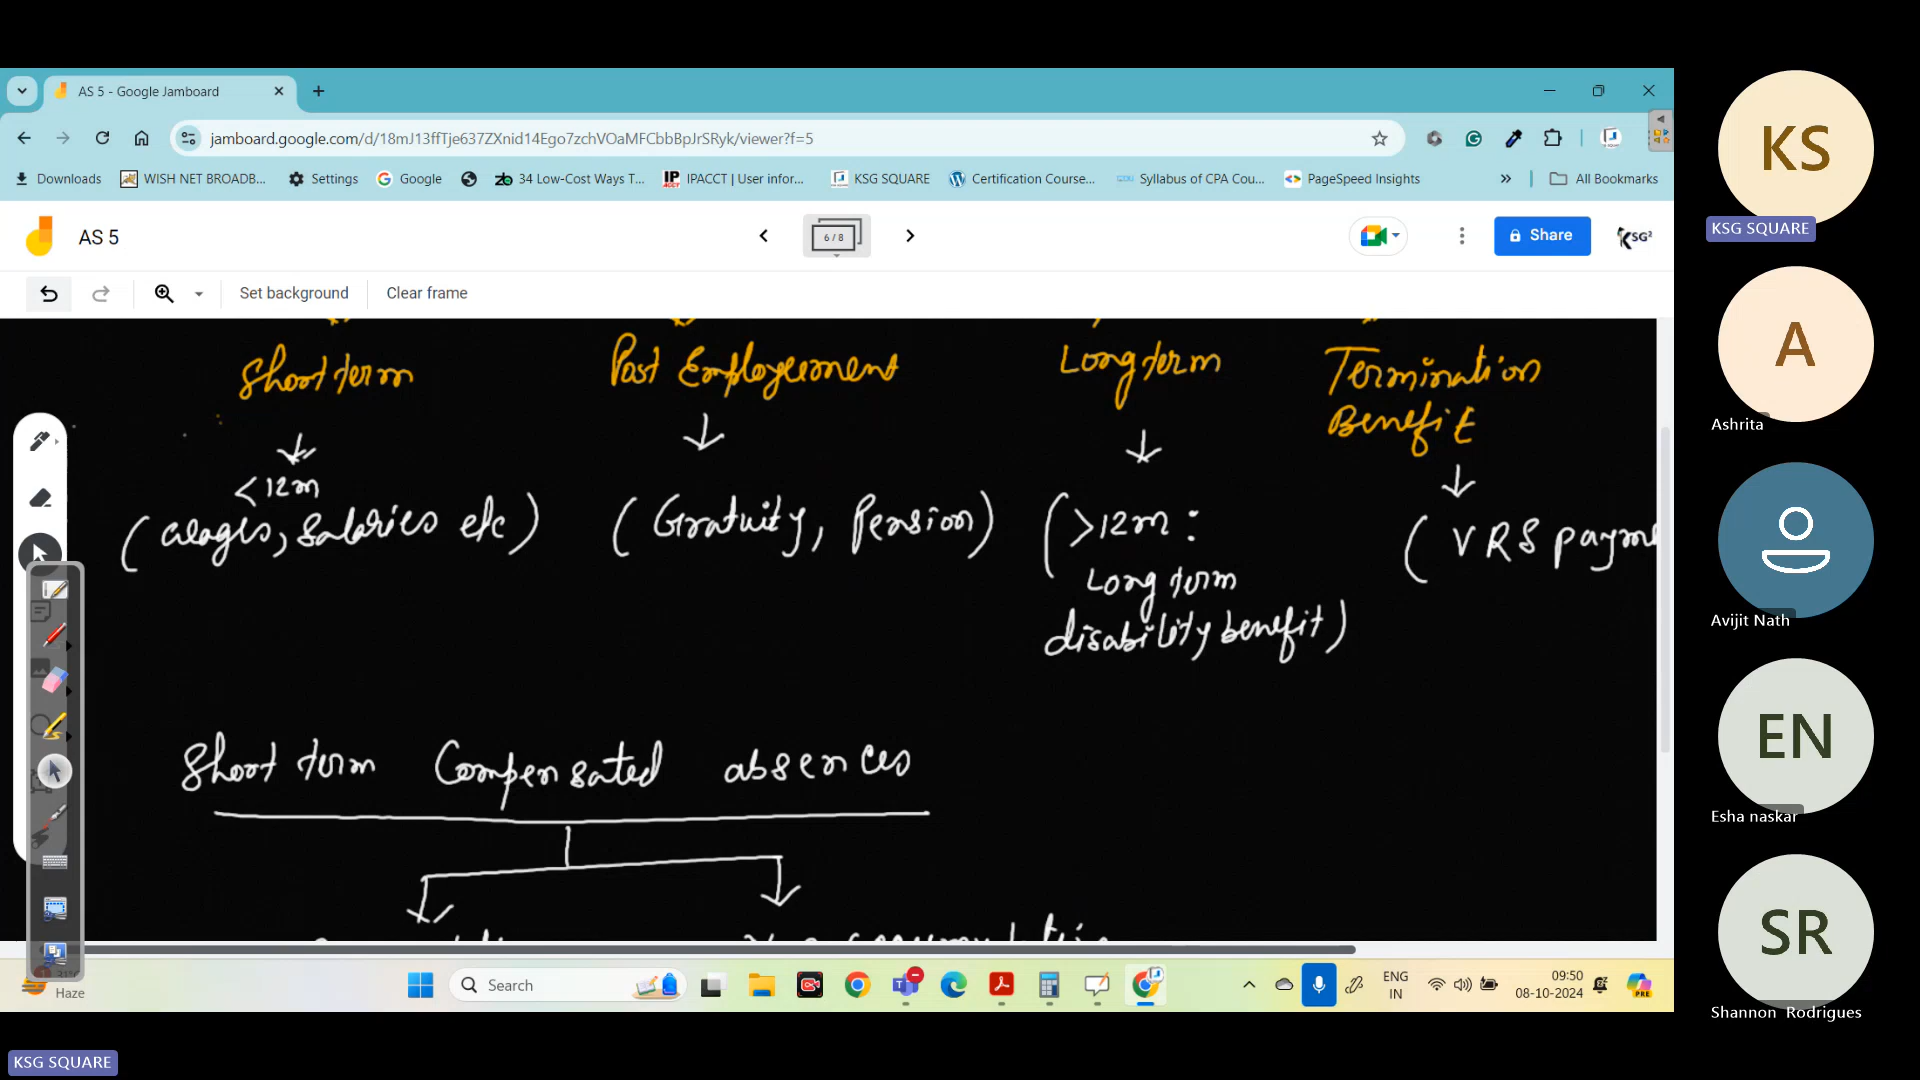 AS 5 - Google Jamboard
jamboard.google.com/d/18mJ13ffTje637ZXnid14Ego7zchVOaMFCbbBpJrSRyk/viewer?f=5
Downloads WISH NET BROADB... Settings Google 34 Low-Cost Ways T... IPACCT | User infor... KSG SQUARE Certification Course... Syllabus of CPA Cou... PageSpeed Insights » All Bookmarks
AS 5 6 / 8 Share KSG²
Set background Clear frame
Short term Post Employeement Long term Termination
Benefit
<12m
(Wages, Salaries etc) (Gratuity, Pension) (>12m: (VRS payme
Long term
disability benefit)
Short term Compensated absences
Haze
Search
ENG
IN
09:50
08-10-2024
PRE
KS
KSG SQUARE
A
Ashrita
Avijit Nath
EN
Esha naskar
SR
Shannon Rodrigues
KSG SQUARE